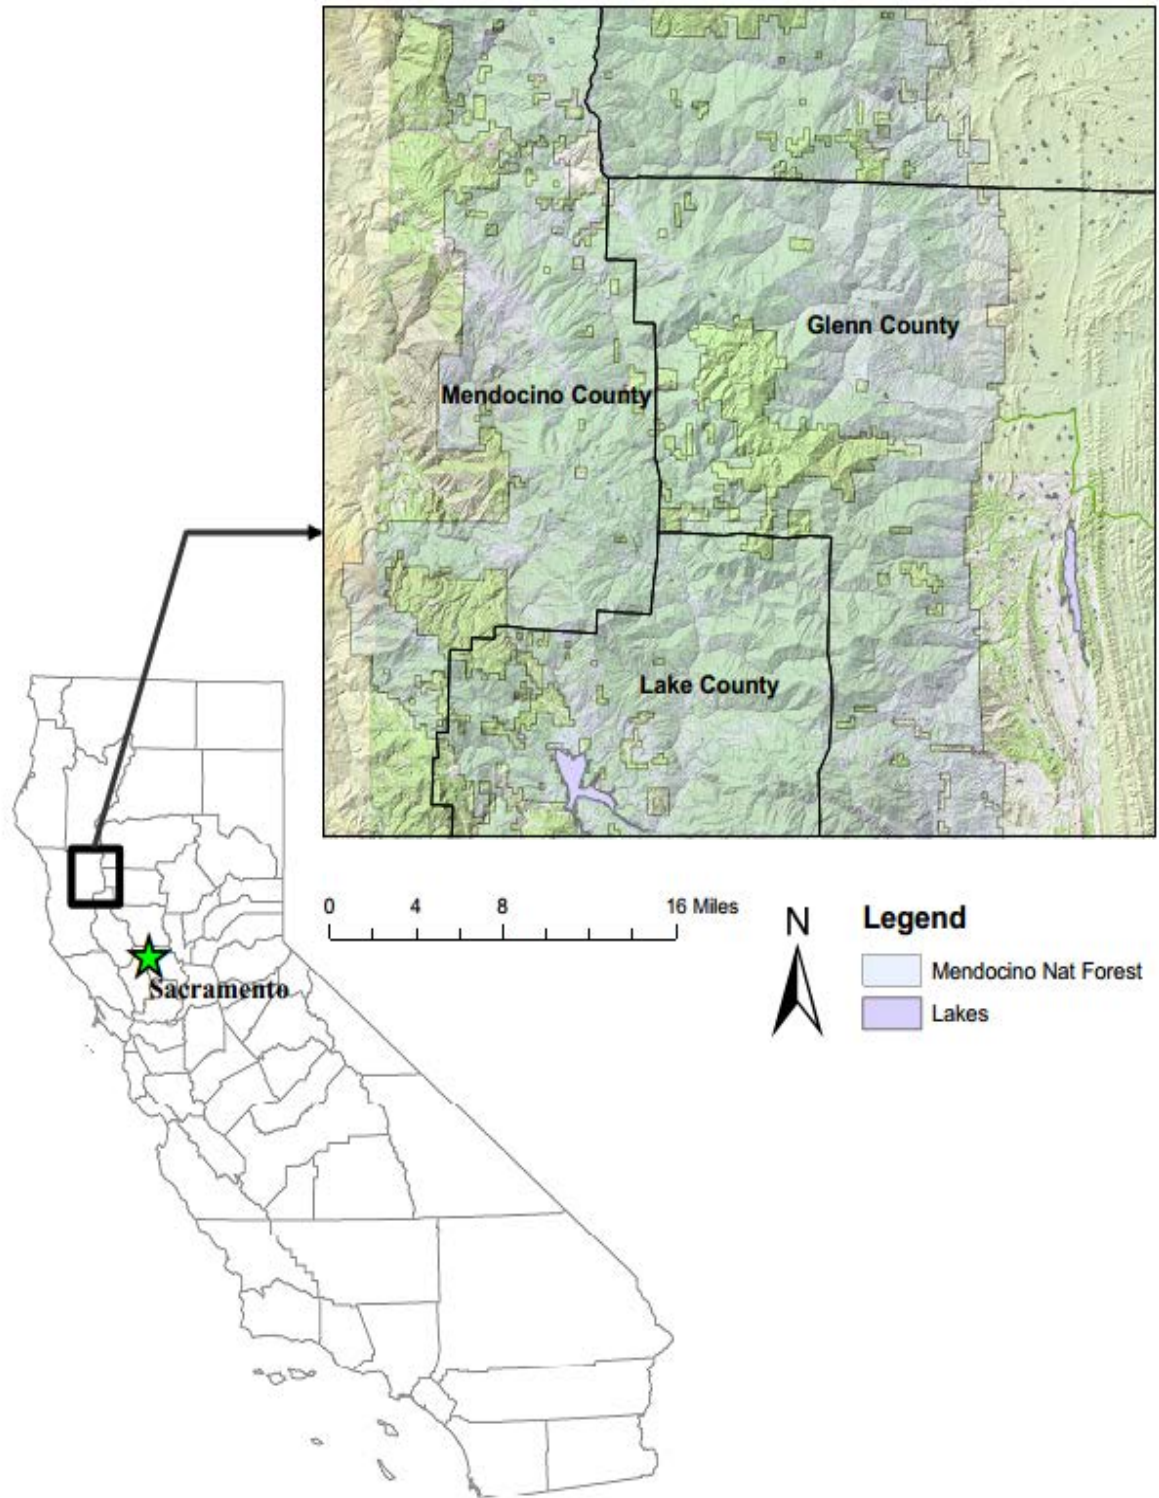 Glenn County
Mendocino County
Lake County
0 4 8 16 Miles
N
Legend
Mendocino Nat Forest
Lakes
Sacramento